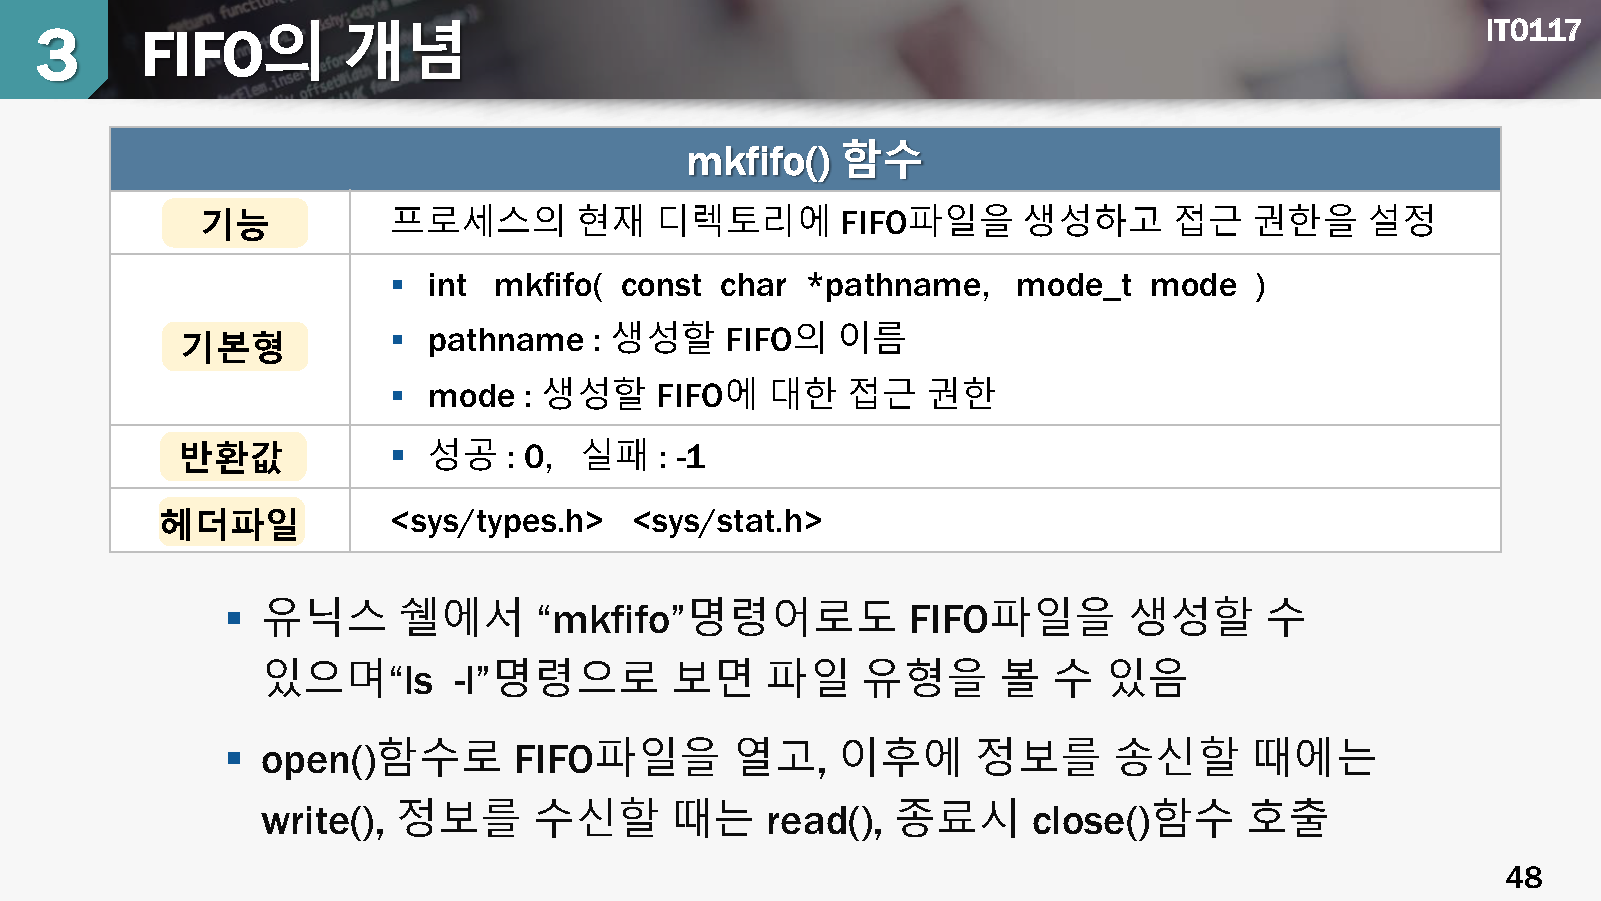 3 FIFO의 개념
IT0117
mkfifo() 함수
기능 프로세스의 현재 디렉토리에 FIFO파일을 생성하고 접근 권한을 설정
기본형
▪ int mkfifo( const char *pathname, mode_t mode )
▪ pathname : 생성할 FIFO의 이름
▪ mode : 생성할 FIFO에 대한 접근 권한
반환값 ▪ 성공 : 0, 실패 : -1
헤더파일 <sys/types.h> <sys/stat.h>
▪ 유닉스 쉘에서 “mkfifo”명령어로도 FIFO파일을 생성할 수
있으며“ls -l”명령으로 보면 파일 유형을 볼 수 있음
▪ open()함수로 FIFO파일을 열고, 이후에 정보를 송신할 때에는
write(), 정보를 수신할 때는 read(), 종료시 close()함수 호출
48